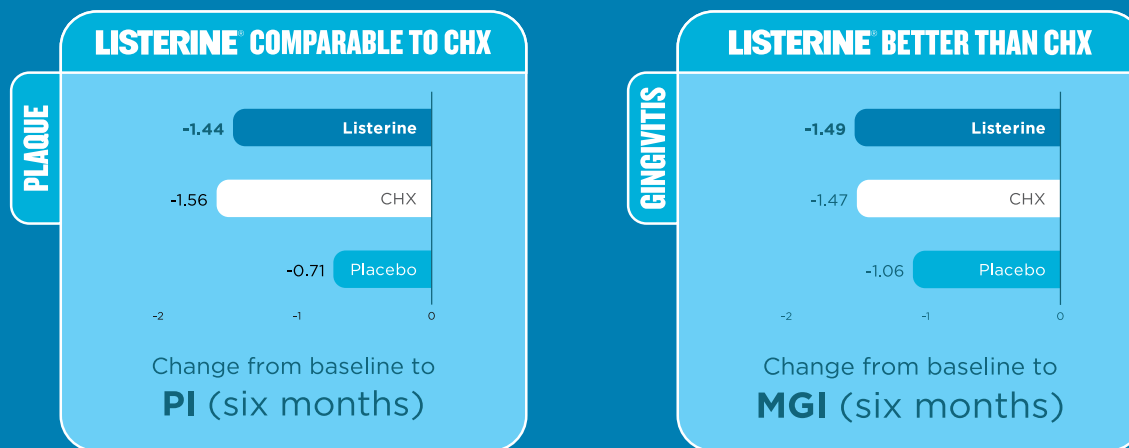 LISTERINE® COMPARABLE TO CHX
PLAQUE
-1.44 Listerine
-1.56 CHX
-0.71 Placebo
-2 -1 0
Change from baseline to
PI (six months)
LISTERINE® BETTER THAN CHX
GINGIVITIS
-1.49 Listerine
-1.47 CHX
-1.06 Placebo
-2 -1 0
Change from baseline to
MGI (six months)